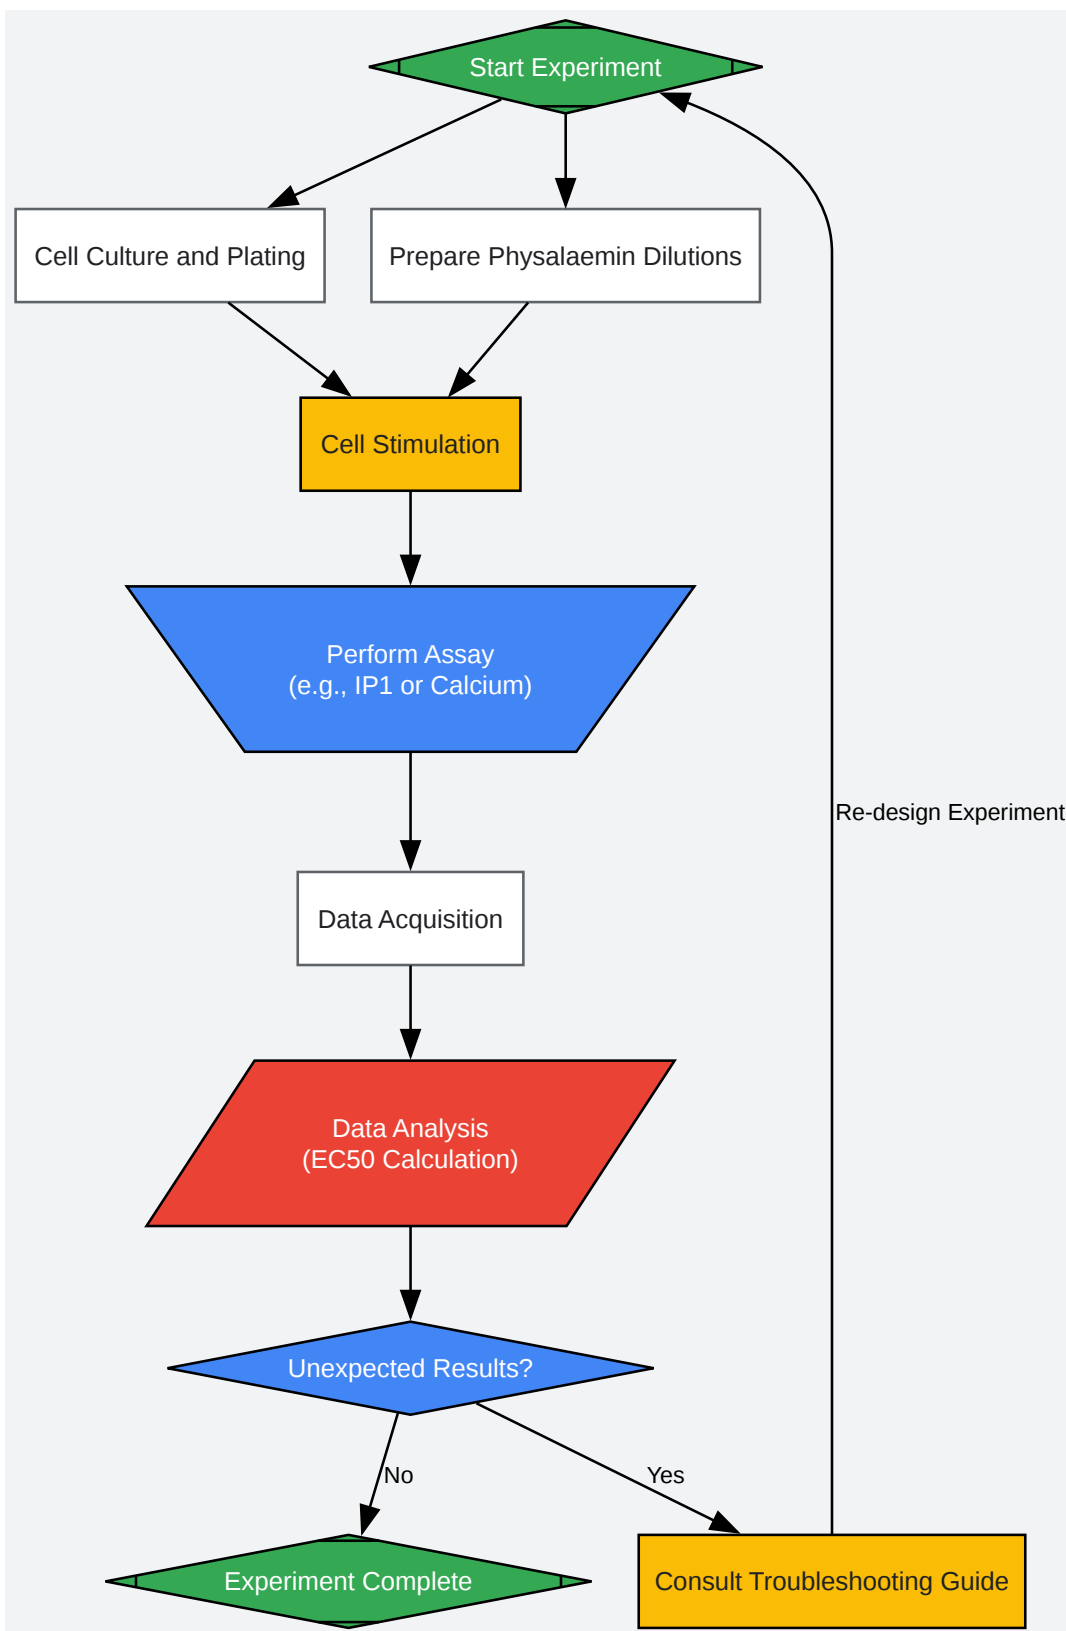 Start Experiment
Cell Culture and Plating
Prepare Physalaemin Dilutions
Cell Stimulation
Perform Assay
(e.g., IP1 or Calcium)
Re-design Experiment
Data Acquisition
Data Analysis
(EC50 Calculation)
Unexpected Results?
No
Yes
Experiment Complete
Consult Troubleshooting Guide